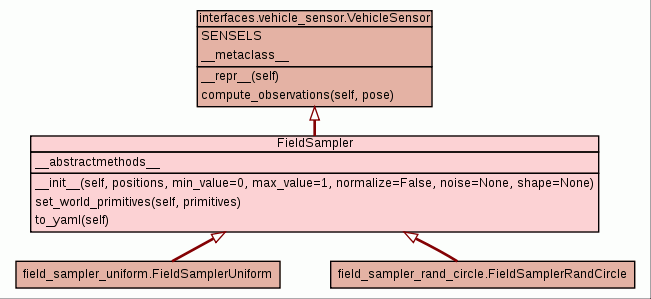 interfaces.vehicle_sensor.VehicleSensor
SENSELS
__metaclass__
__repr__(self)
compute_observations(self, pose)
FieldSampler
__abstractmethods__
__init__(self, positions, min_value=0, max_value=1, normalize=False, noise=None, shape=None)
set_world_primitives(self, primitives)
to_yaml(self)
field_sampler_uniform.FieldSamplerUniform
field_sampler_rand_circle.FieldSamplerRandCircle